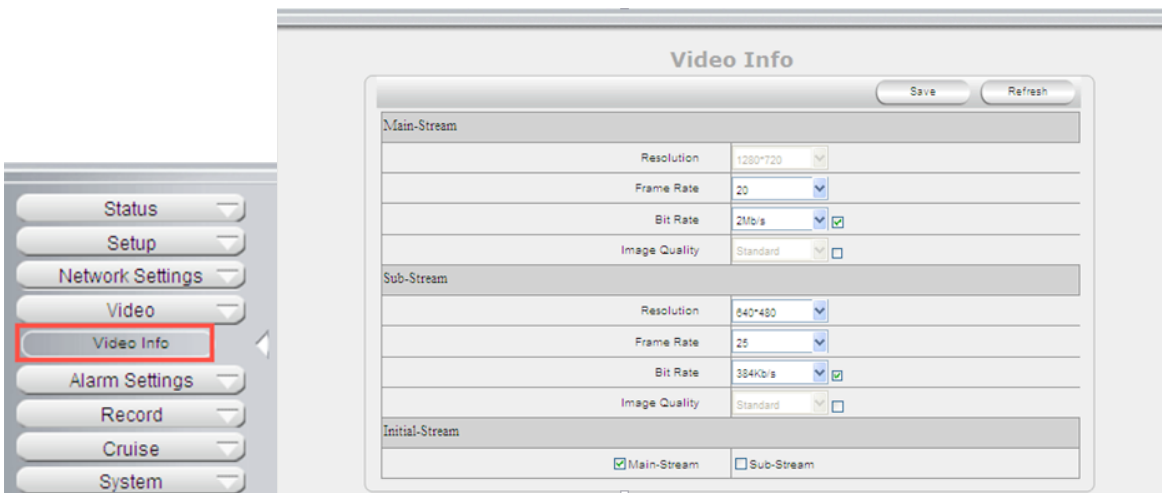 Video Info
Save Refresh
Main-Stream
Resolution 1280*720
Frame Rate 20
Bit Rate 2Mb/s
Image Quality Standard
Sub-Stream
Resolution 640*480
Frame Rate 25
Bit Rate 384Kb/s
Image Quality Standard
Initial-Stream
Main-Stream Sub-Stream
Status
Setup
Network Settings
Video
Video Info
Alarm Settings
Record
Cruise
System